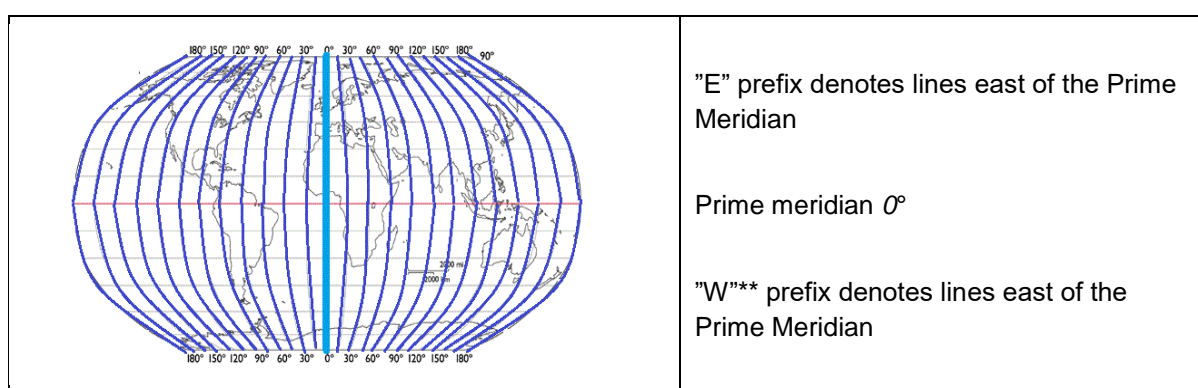 180° 150° 120° 90° 60° 30° 0° 30° 60° 90° 120° 150° 180°
90°
2000 mi
2000 km
180° 150° 120° 90° 60° 30° 0° 30° 60° 90° 120° 150° 180°
”E” prefix denotes lines east of the Prime
Meridian
Prime meridian 0°
”W”** prefix denotes lines east of the
Prime Meridian